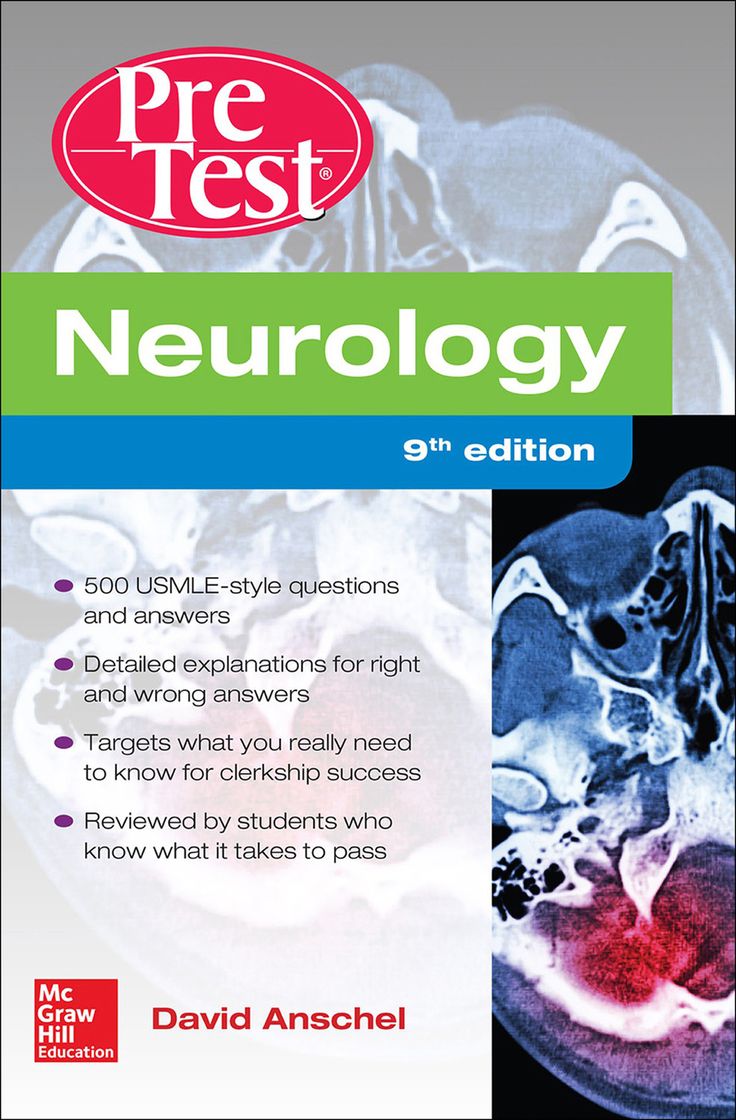 Pre
Test®
Neurology
9th edition
• 500 USMLE-style questions
and answers
• Detailed explanations for right
and wrong answers
• Targets what you really need
to know for clerkship success
• Reviewed by students who
know what it takes to pass
Mc
Graw
Hill
Education
David Anschel